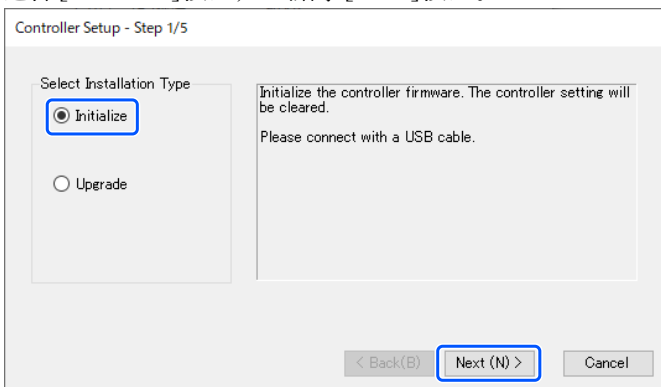 Controller Setup - Step 1/5
Select Installation Type
Initialize
Upgrade
Initialize the controller firmware. The controller setting will
be cleared.
Please connect with a USB cable.
< Back(B)
Next (N) >
Cancel